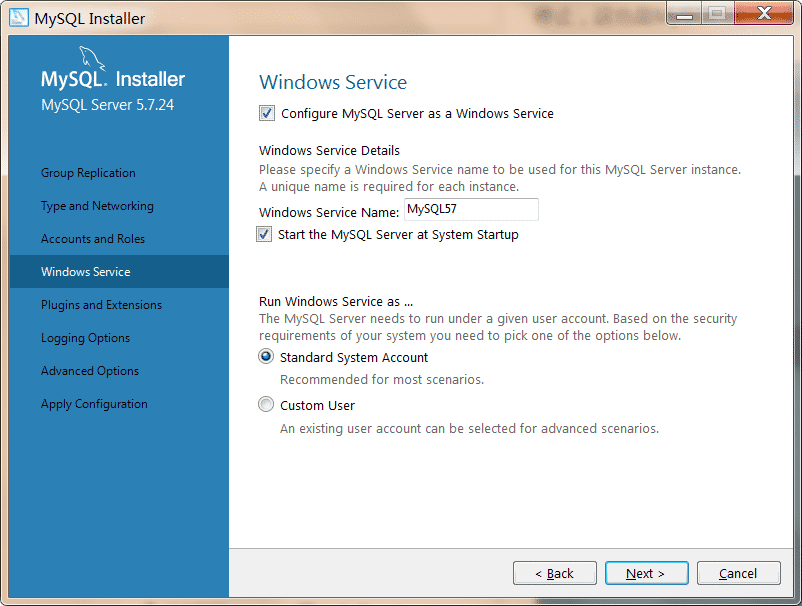 MySQL Installer
MySQL. Installer
MySQL Server 5.7.24
Group Replication
Type and Networking
Accounts and Roles
Windows Service
Plugins and Extensions
Logging Options
Advanced Options
Apply Configuration
Windows Service
Configure MySQL Server as a Windows Service
Windows Service Details
Please specify a Windows Service name to be used for this MySQL Server instance.
A unique name is required for each instance.
Windows Service Name: MySQL57
Start the MySQL Server at System Startup
Run Windows Service as ...
The MySQL Server needs to run under a given user account. Based on the security
requirements of your system you need to pick one of the options below.
Standard System Account
Recommended for most scenarios.
Custom User
An existing user account can be selected for advanced scenarios.
< Back Next > Cancel